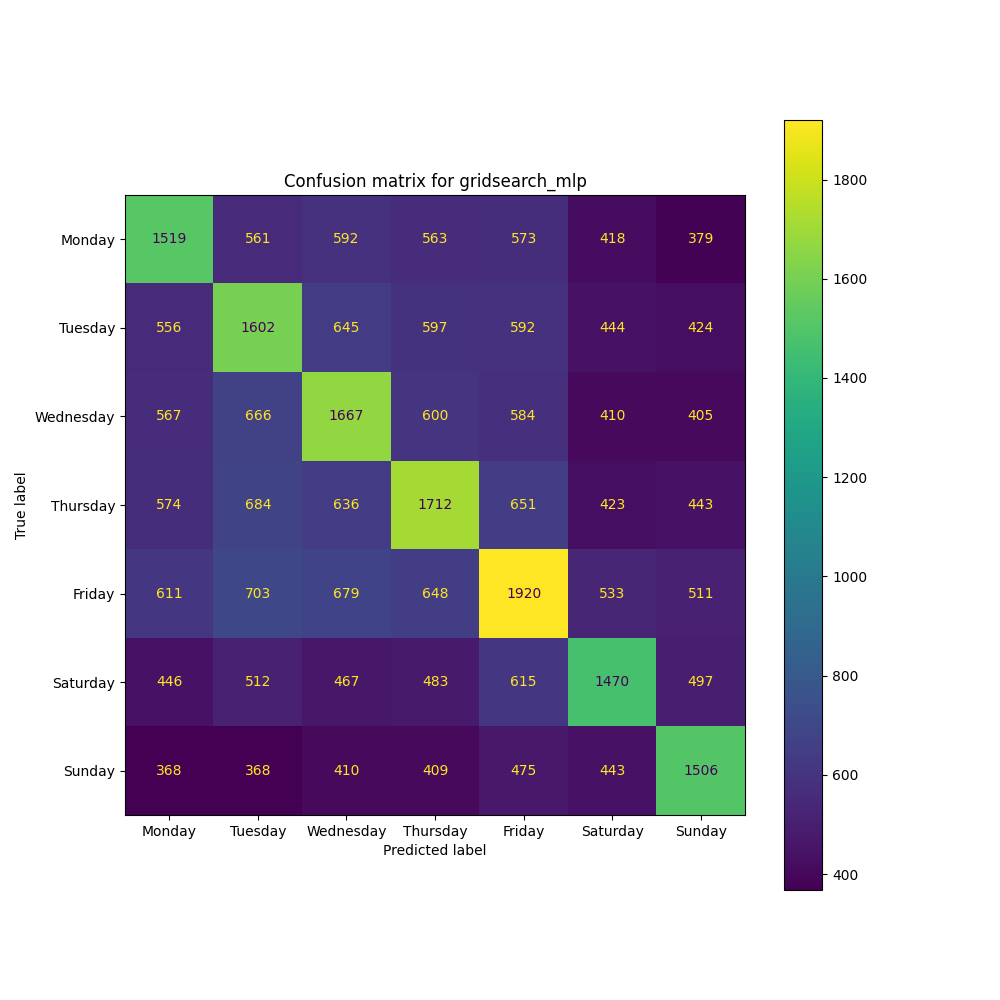 Confusion matrix for gridsearch_mlp
True label
Monday 1519 561 592 563 573 418 379
Tuesday 556 1602 645 597 592 444 424
Wednesday 567 666 1667 600 584 410 405
Thursday 574 684 636 1712 651 423 443
Friday 611 703 679 648 1920 533 511
Saturday 446 512 467 483 615 1470 497
Sunday 368 368 410 409 475 443 1506
Monday Tuesday Wednesday Thursday Friday Saturday Sunday
Predicted label
1800
1600
1400
1200
1000
800
600
400